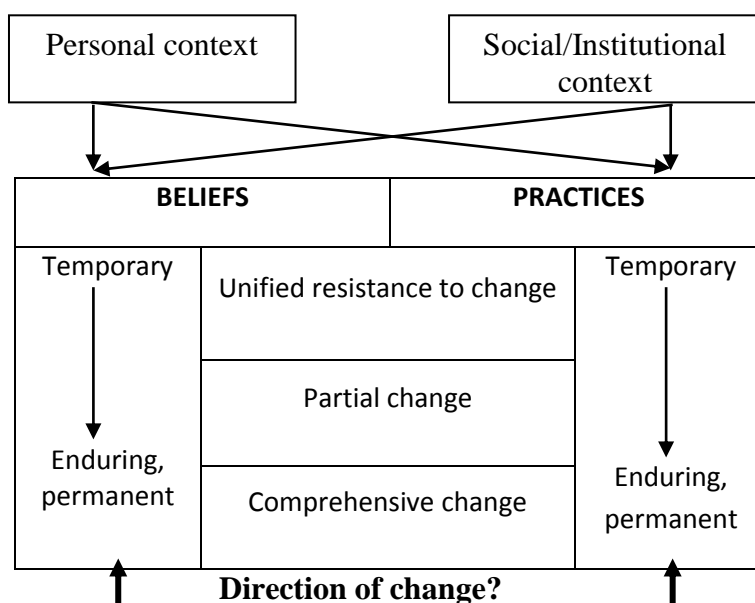 Personal context
Social/Institutional
context
BELIEFS
PRACTICES
Temporary
Enduring,
permanent
Unified resistance to change
Partial change
Comprehensive change
Temporary
Enduring,
permanent
Direction of change?